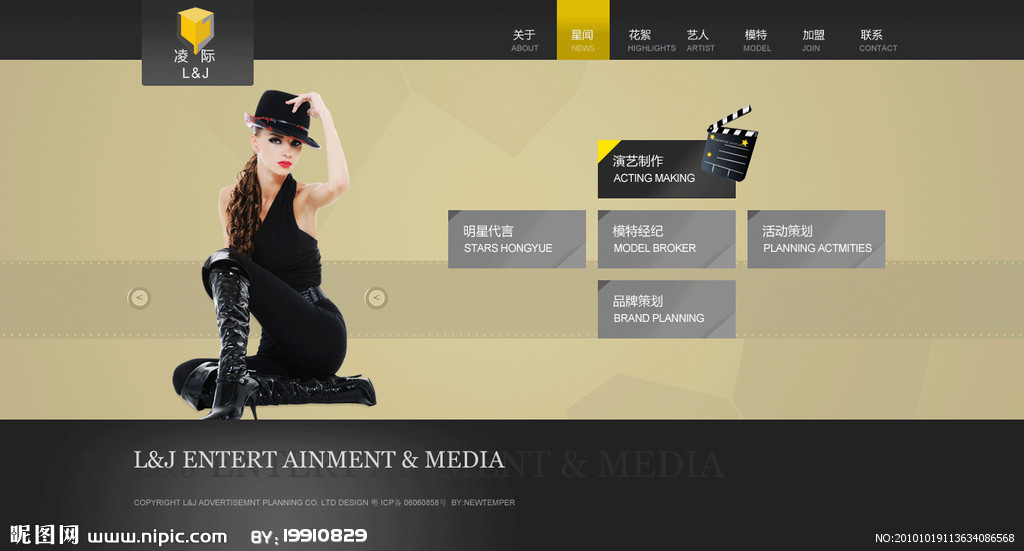 凌 际
L&J
关于
ABOUT
星闻
NEWS
花絮
HIGHLIGHTS
艺人
ARTIST
模特
MODEL
加盟
JOIN
联系
CONTACT
演艺制作
ACTING MAKING
明星代言
STARS HONGYUE
模特经纪
MODEL BROKER
活动策划
PLANNING ACTMITIES
品牌策划
BRAND PLANNING
<
<
L&J ENTERT AINMENT & MEDIA
NT & MEDIA
COPYRIGHT L&J ADVERTISEMNT PLANNING CO. LTD DESIGN 粤 ICP备 06060858号 BY:NEWTEMPER
昵图网 www.nipic.com BY:19910829
NO:20101019113634086568